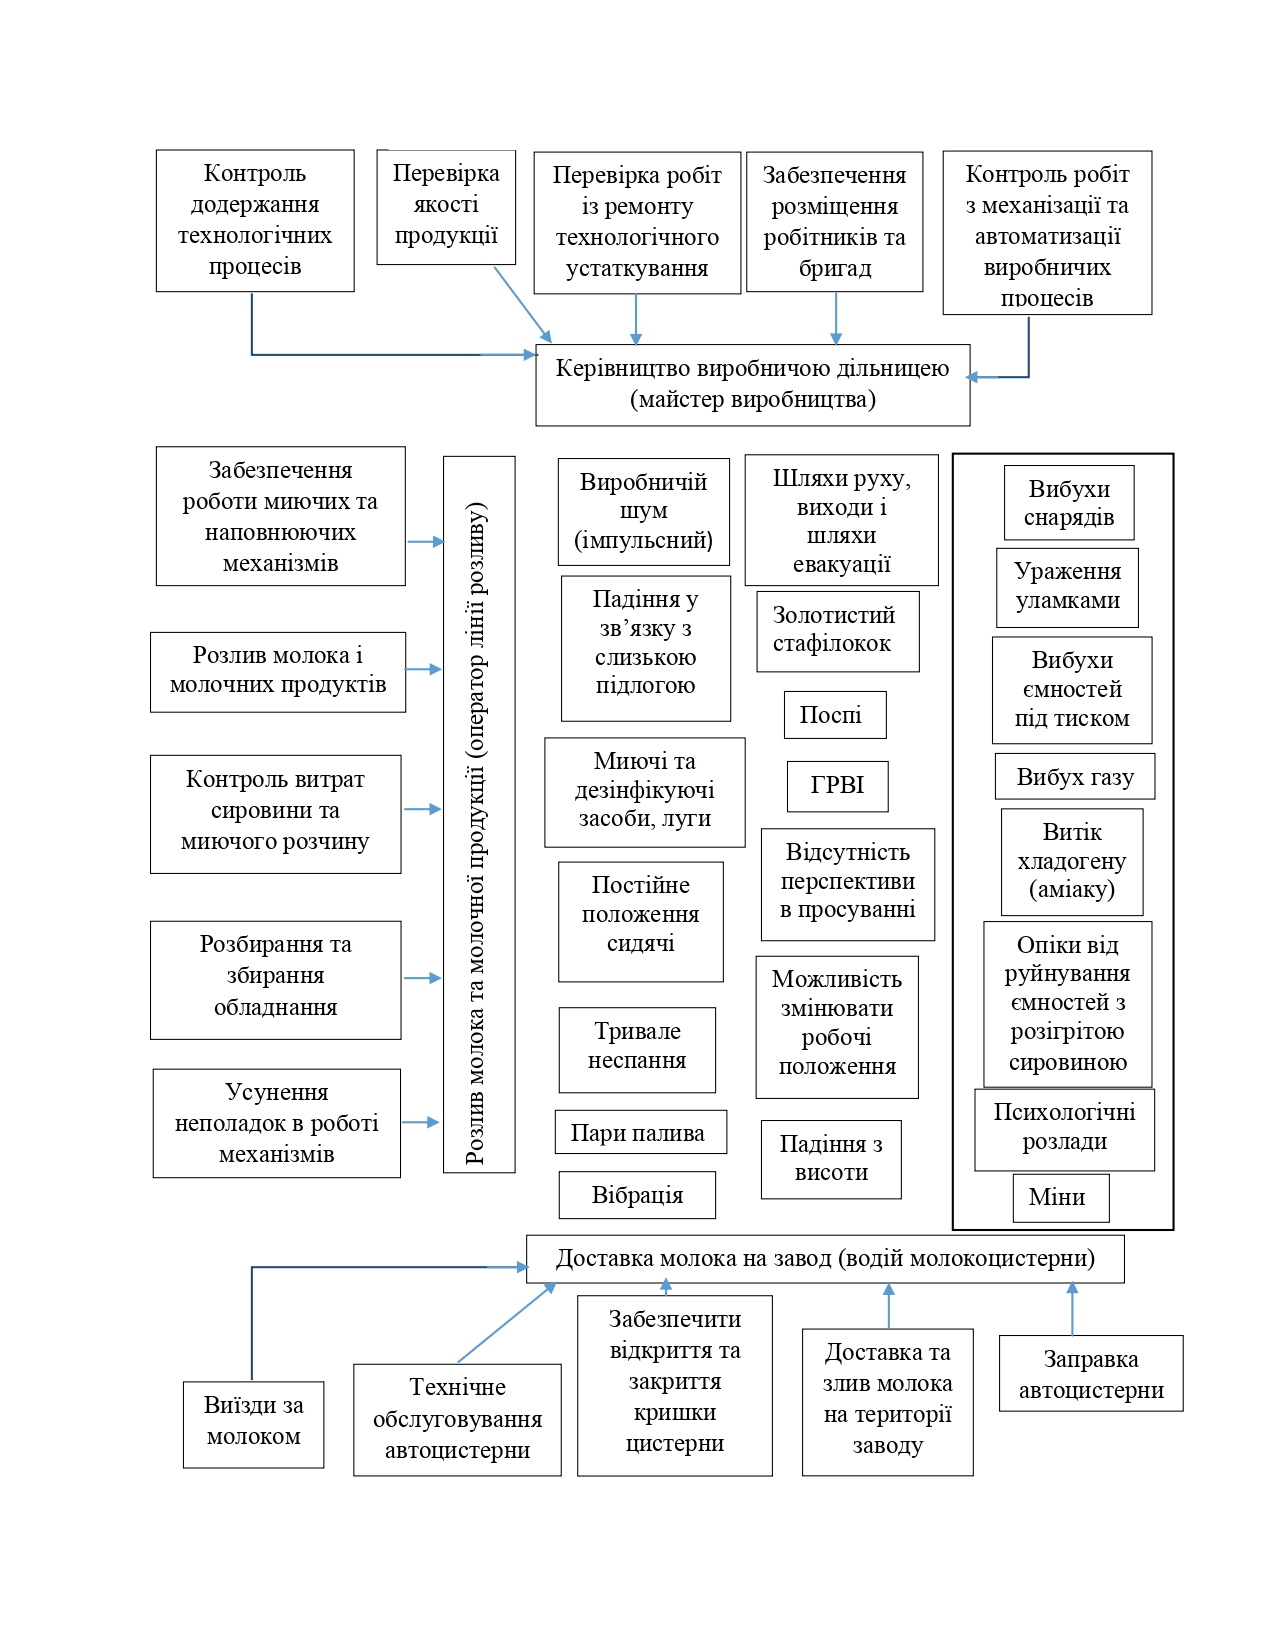 Контроль
додержання
технологічних
процесів
Перевірка
якості
продукції
Перевірка робіт
із ремонту
технологічного
устаткування
Забезпечення
розміщення
робітників та
бригад
Контроль робіт
з механізації та
автоматизації
виробничих
процесів
Керівництво виробничою дільницею
(майстер виробництва)
Забезпечення
роботи миючих та
наповнюючих
механізмів
Розлив молока і
молочних продуктів
Контроль витрат
сировини та
миючого розчину
Розбирання та
збирання
обладнання
Усунення
неполадок в роботі
механізмів
Розлив молока та молочної продукції (оператор лінії розливу)
Виробничій
шум
(імпульсний)
Падіння у
зв’язку з
слизькою
підлогою
Миючі та
дезінфікуючі
засоби, луги
Постійне
положення
сидячі
Тривале
неспання
Пари палива
Вібрація
Шляхи руху,
виходи і
шляхи
евакуації
Золотистий
стафілокок
Поспі
ГРВІ
Відсутність
перспективи
в просуванні
Можливість
змінювати
робочі
положення
Падіння з
висоти
Вибухи
снарядів
Ураження
уламками
Вибухи
ємностей
під тиском
Вибух газу
Витік
хладогену
(аміаку)
Опіки від
руйнування
ємностей з
розігрітою
сировиною
Психологічні
розлади
Міни
Доставка молока на завод (водій молокоцистерни)
Виїзди за
молоком
Технічне
обслуговування
автоцистерни
Забезпечити
відкриття та
закриття
кришки
цистерни
Доставка та
злив молока
на території
заводу
Заправка
автоцистерни